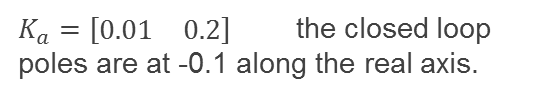 Kₐ = [0.01 0.2] the closed loop
poles are at -0.1 along the real axis.